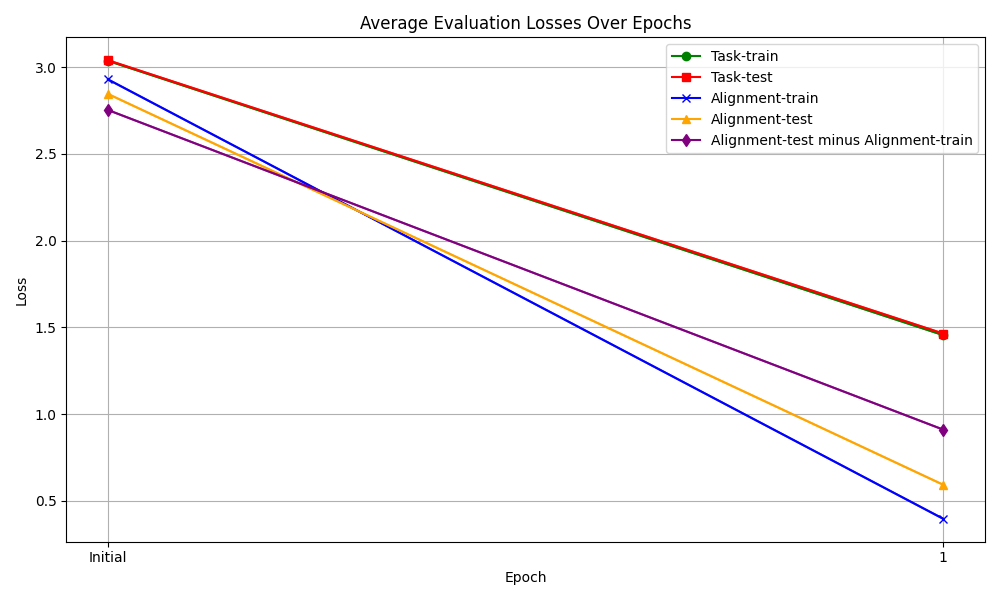 Average Evaluation Losses Over Epochs
Task-train
Task-test
Alignment-train
Alignment-test
Alignment-test minus Alignment-train
3.0
2.5
2.0
1.5
1.0
0.5
Loss
Initial
1
Epoch